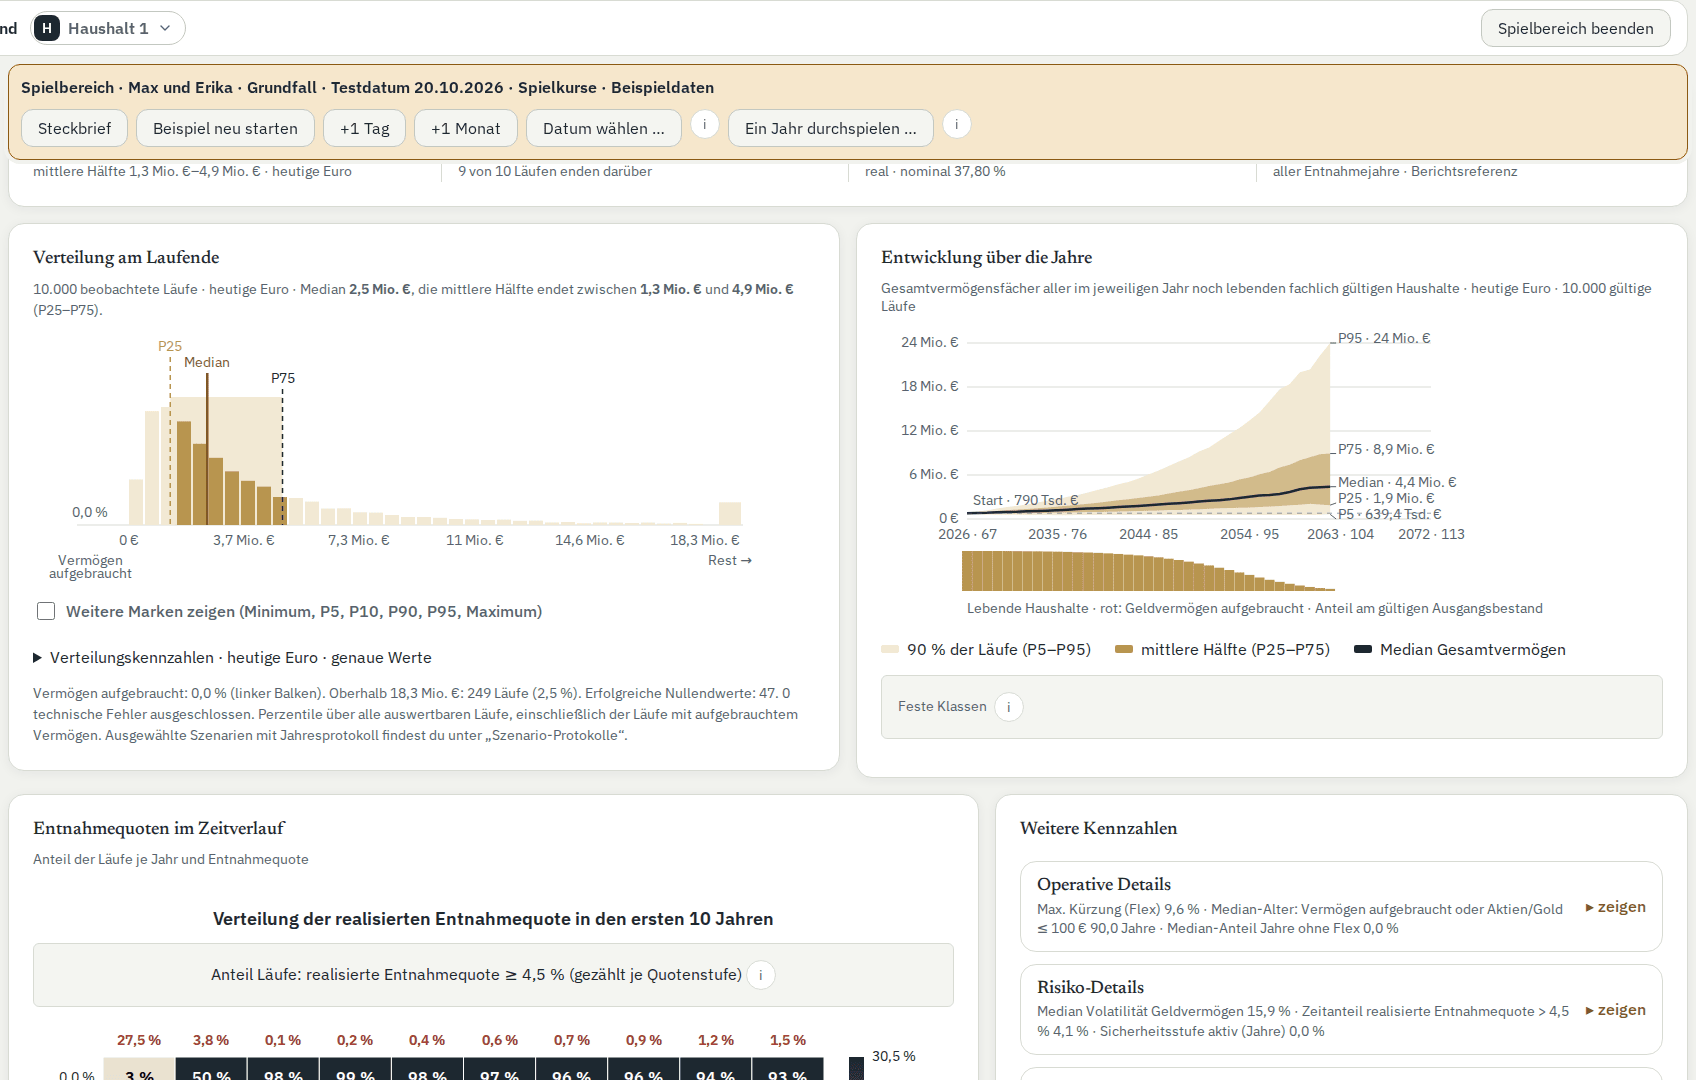 nd H Haushalt 1 Spielbereich beenden
Spielbereich · Max und Erika · Grundfall · Testdatum 20.10.2026 · Spielkurse · Beispieldaten
Steckbrief Beispiel neu starten +1 Tag +1 Monat Datum wählen ... i Ein Jahr durchspielen ... i
mittlere Hälfte 1,3 Mio. €–4,9 Mio. € · heutige Euro
9 von 10 Läufen enden darüber
real · nominal 37,80 %
aller Entnahmejahre · Berichtsreferenz
Verteilung am Laufende
10.000 beobachtete Läufe · heutige Euro · Median 2,5 Mio. €, die mittlere Hälfte endet zwischen 1,3 Mio. € und 4,9 Mio. €
(P25–P75).
P25
Median
P75
0,0 %
0 € 3,7 Mio. € 7,3 Mio. € 11 Mio. € 14,6 Mio. € 18,3 Mio. €
Vermögen
aufgebraucht
Rest →
Weitere Marken zeigen (Minimum, P5, P10, P90, P95, Maximum)
▶ Verteilungskennzahlen · heutige Euro · genaue Werte
Vermögen aufgebraucht: 0,0 % (linker Balken). Oberhalb 18,3 Mio. €: 249 Läufe (2,5 %). Erfolgreiche Nullendwerte: 47. 0
technische Fehler ausgeschlossen. Perzentile über alle auswertbaren Läufe, einschließlich der Läufe mit aufgebrauchtem
Vermögen. Ausgewählte Szenarien mit Jahresprotokoll findest du unter „Szenario-Protokolle“.
Entwicklung über die Jahre
Gesamtvermögensfächer aller im jeweiligen Jahr noch lebenden fachlich gültigen Haushalte · heutige Euro · 10.000 gültige
Läufe
24 Mio. €
18 Mio. €
12 Mio. €
6 Mio. €
0 €
Start · 790 Tsd. €
P95 · 24 Mio. €
P75 · 8,9 Mio. €
Median · 4,4 Mio. €
P25 · 1,9 Mio. €
P5 · 639,4 Tsd. €
2026 · 67 2035 · 76 2044 · 85 2054 · 95 2063 · 104 2072 · 113
Lebende Haushalte · rot: Geldvermögen aufgebraucht · Anteil am gültigen Ausgangsbestand
90 % der Läufe (P5–P95) mittlere Hälfte (P25–P75) Median Gesamtvermögen
Feste Klassen i
Entnahmequoten im Zeitverlauf
Anteil der Läufe je Jahr und Entnahmequote
Verteilung der realisierten Entnahmequote in den ersten 10 Jahren
Anteil Läufe: realisierte Entnahmequote ≥ 4,5 % (gezählt je Quotenstufe) i
27,5 % 3,8 % 0,1 % 0,2 % 0,4 % 0,6 % 0,7 % 0,9 % 1,2 % 1,5 %
30,5 %
0,0 % 3 % 50 % 98 % 99 % 98 % 97 % 96 % 96 % 94 % 93 %
Weitere Kennzahlen
Operative Details
Max. Kürzung (Flex) 9,6 % · Median-Alter: Vermögen aufgebraucht oder Aktien/Gold
≤ 100 € 90,0 Jahre · Median-Anteil Jahre ohne Flex 0,0 %
▸ zeigen
Risiko-Details
Median Volatilität Geldvermögen 15,9 % · Zeitanteil realisierte Entnahmequote > 4,5
% 4,1 % · Sicherheitsstufe aktiv (Jahre) 0,0 %
▸ zeigen